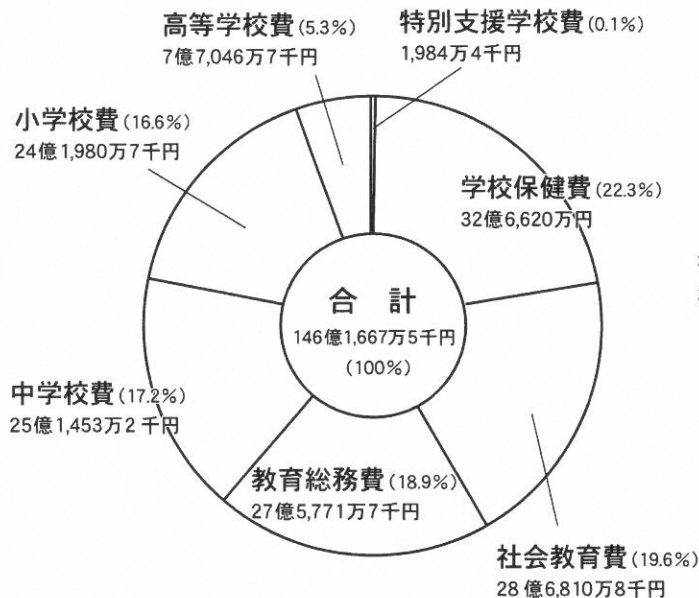 高等学校費(5.3%)
7億7,046万7千円
特別支援学校費(0.1%)
1,984万4千円
小学校費(16.6%)
24億1,980万7千円
学校保健費(22.3%)
32億6,620万円
合 計
146億1,667万5千円
(100%)
中学校費(17.2%)
25億1,453万2千円
教育総務費(18.9%)
27億5,771万7千円
社会教育費(19.6%)
28億6,810万8千円